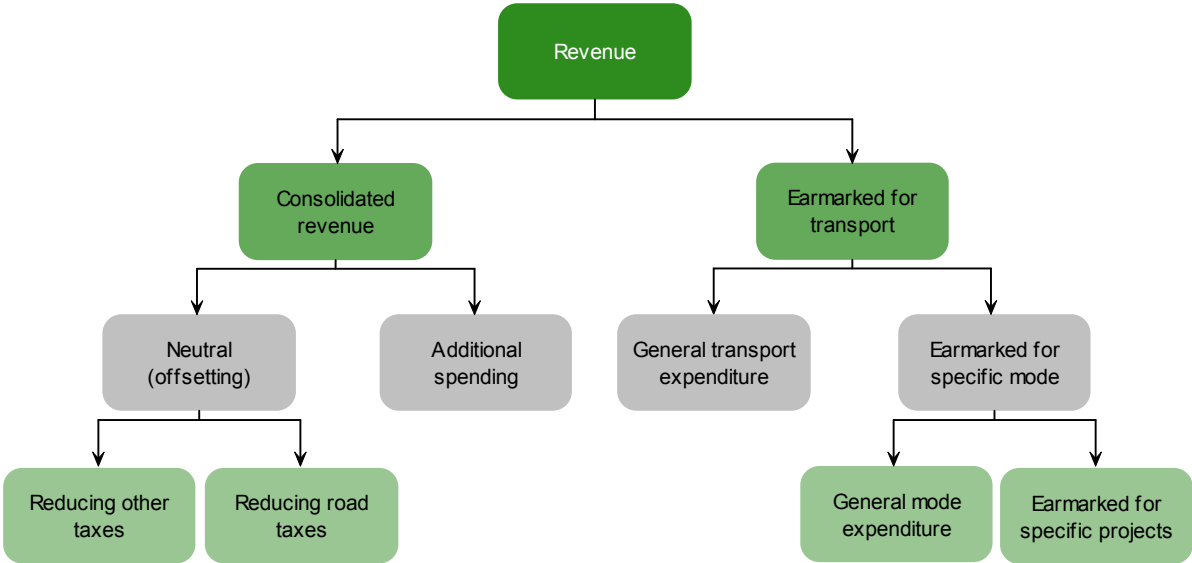 Revenue
Consolidated
revenue
Earmarked for
transport
Neutral
(offsetting)
Additional
spending
General transport
expenditure
Earmarked for
specific mode
Reducing other
taxes
Reducing road
taxes
General mode
expenditure
Earmarked for
specific projects